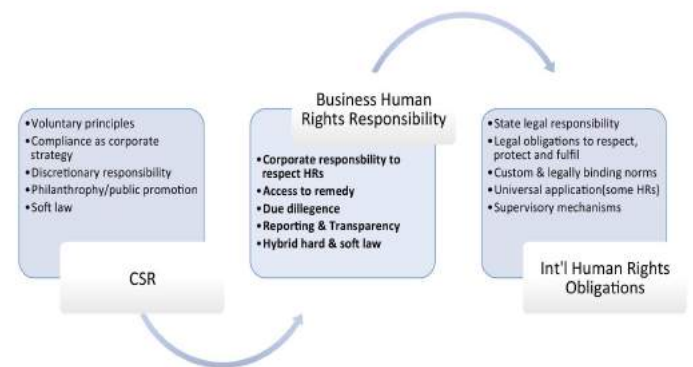 •Voluntary principles
•Compliance as corporate
strategy
•Discretionary responsibility
•Philanthrophy/public promotion
•Soft law
CSR
Business Human
Rights Responsibility
•Corporate responsbility to
respect HRs
•Access to remedy
•Due dillegence
•Reporting & Transparency
•Hybrid hard & soft law
•State legal responsibility
•Legal obligations to respect,
protect and fulfil
•Custom & legally binding norms
•Universal application(some HRs)
•Supervisory mechanisms
Int'l Human Rights
Obligations